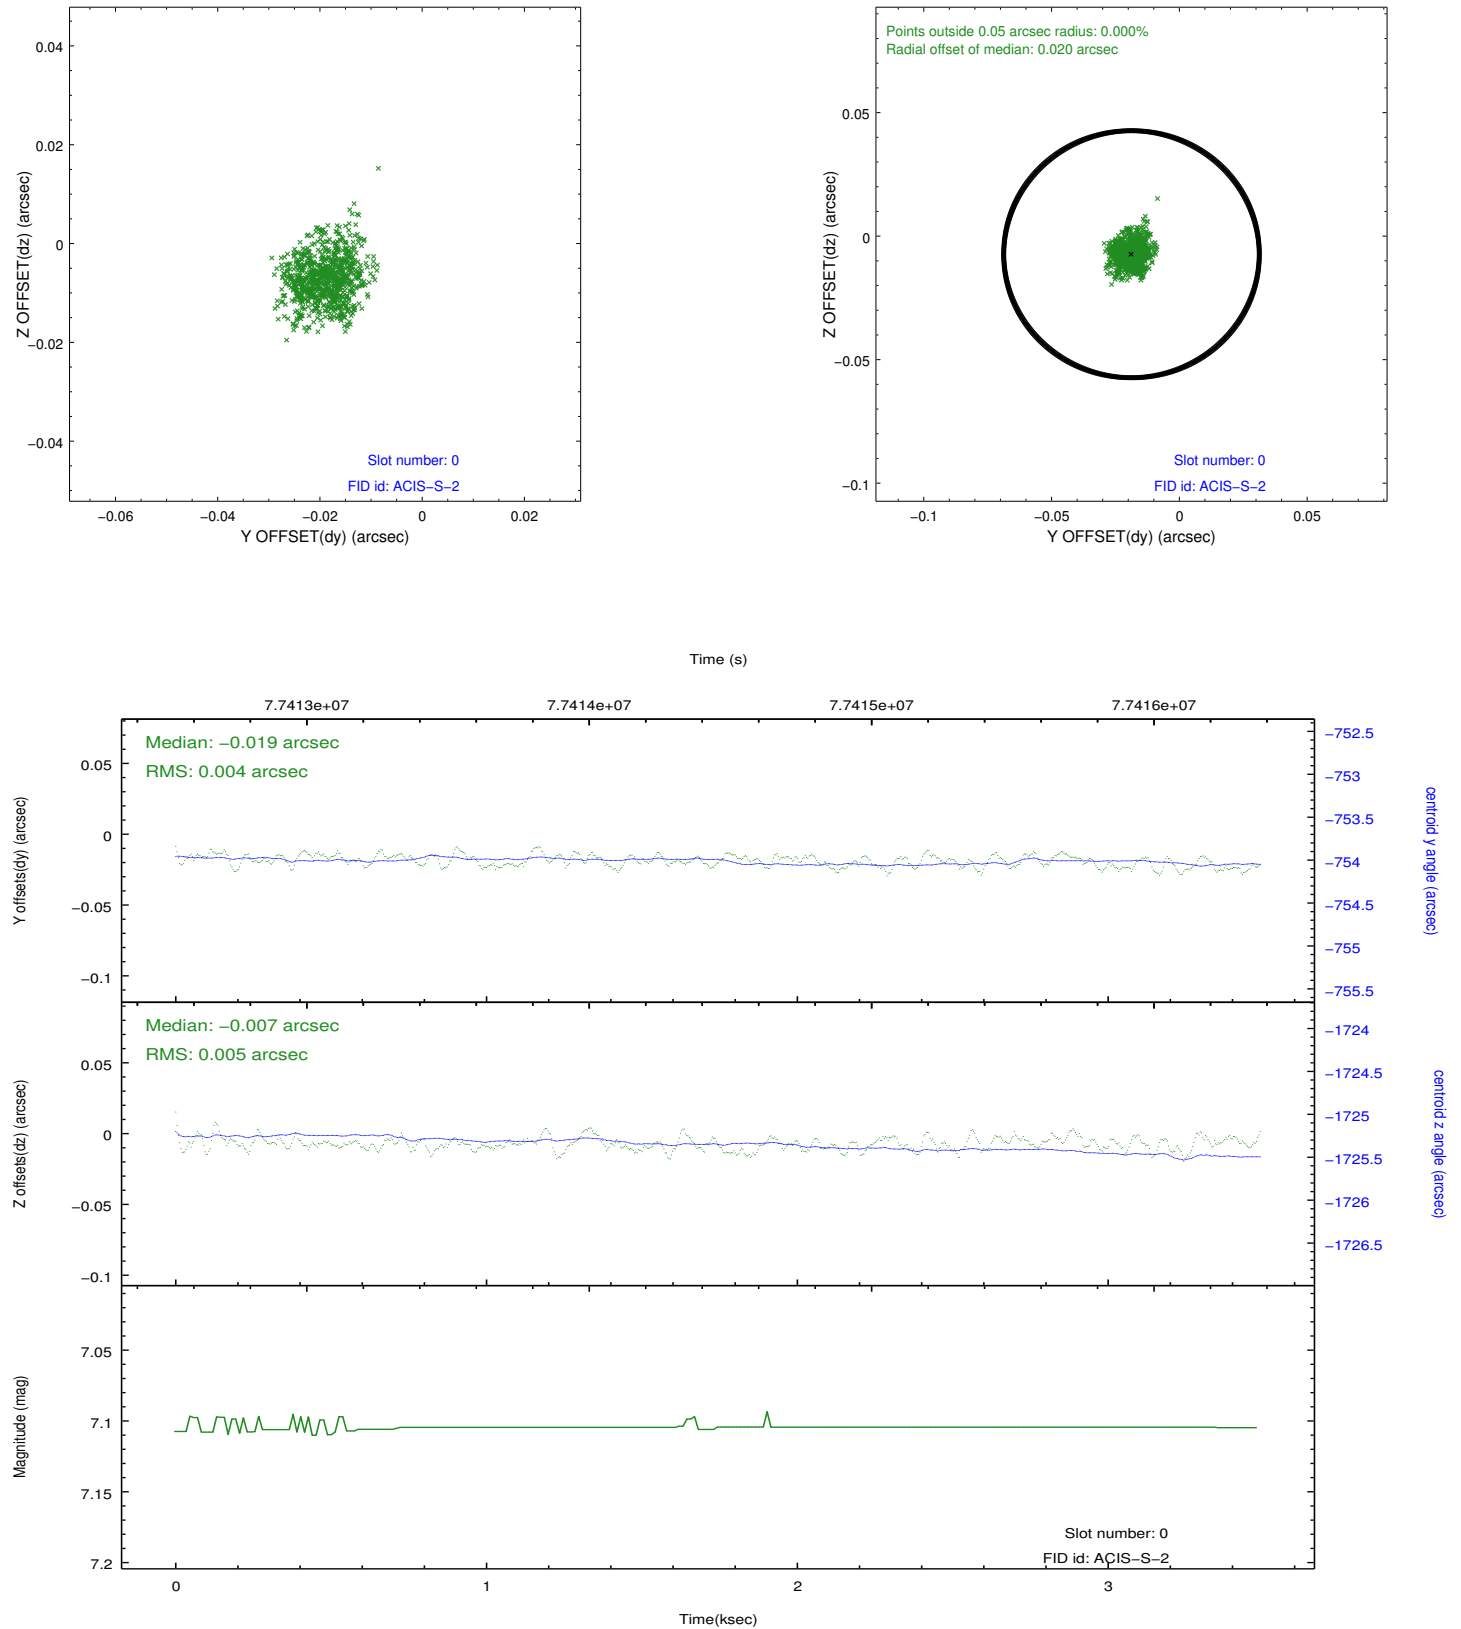 0.04
0.02
0
−0.02
−0.04
Z OFFSET(dz) (arcsec)
Slot number: 0
FID id: ACIS−S−2
−0.06
−0.04
−0.02
0
0.02
Y OFFSET(dy) (arcsec)
Points outside 0.05 arcsec radius: 0.000%
Radial offset of median: 0.020 arcsec
0.05
0
−0.05
−0.1
Z OFFSET(dz) (arcsec)
Slot number: 0
FID id: ACIS−S−2
−0.1
−0.05
0
0.05
Y OFFSET(dy) (arcsec)
Time (s)
7.7413e+07
7.7414e+07
7.7415e+07
7.7416e+07
Median: −0.019 arcsec
RMS: 0.004 arcsec
0.05
0
−0.05
−0.1
Y offsets(dy) (arcsec)
−752.5
−753
−753.5
−754
−754.5
−755
−755.5
centroid y angle (arcsec)
Median: −0.007 arcsec
RMS: 0.005 arcsec
0.05
0
−0.05
−0.1
Z offsets(dz) (arcsec)
−1724
−1724.5
−1725
−1725.5
−1726
−1726.5
centroid z angle (arcsec)
7.05
7.1
7.15
7.2
Magnitude (mag)
Slot number: 0
FID id: ACIS−S−2
0
1
2
3
Time(ksec)